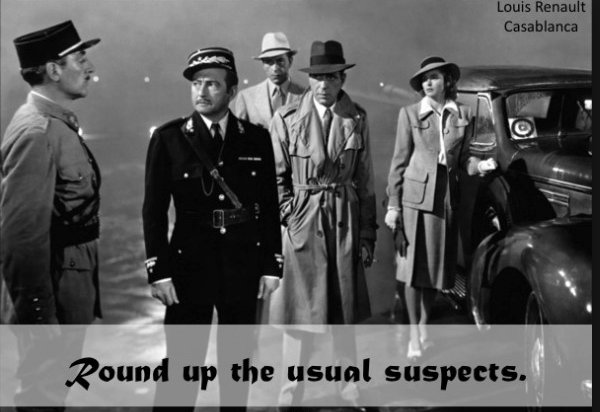 Louis Renault
Casablanca
Round up the usual suspects.